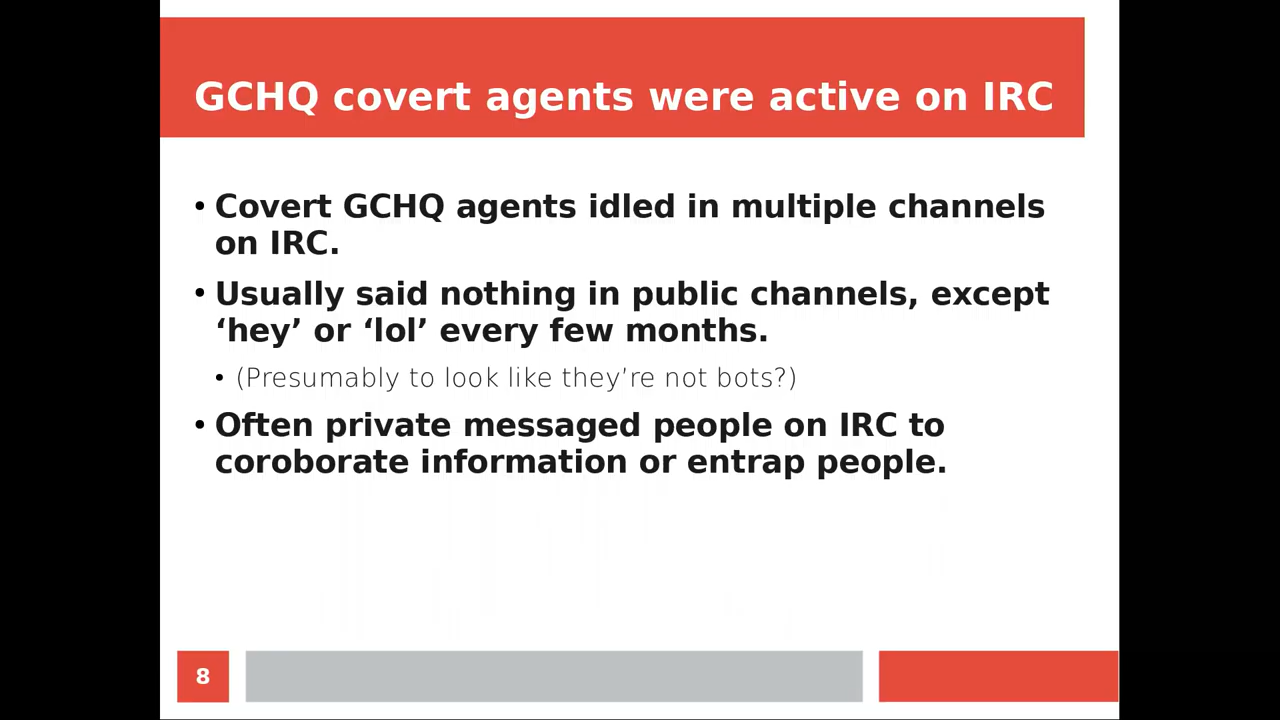 GCHQ covert agents were active on IRC
• Covert GCHQ agents idled in multiple channels
on IRC.
• Usually said nothing in public channels, except
‘hey’ or ‘lol’ every few months.
• (Presumably to look like they’re not bots?)
• Often private messaged people on IRC to
coroborate information or entrap people.
8